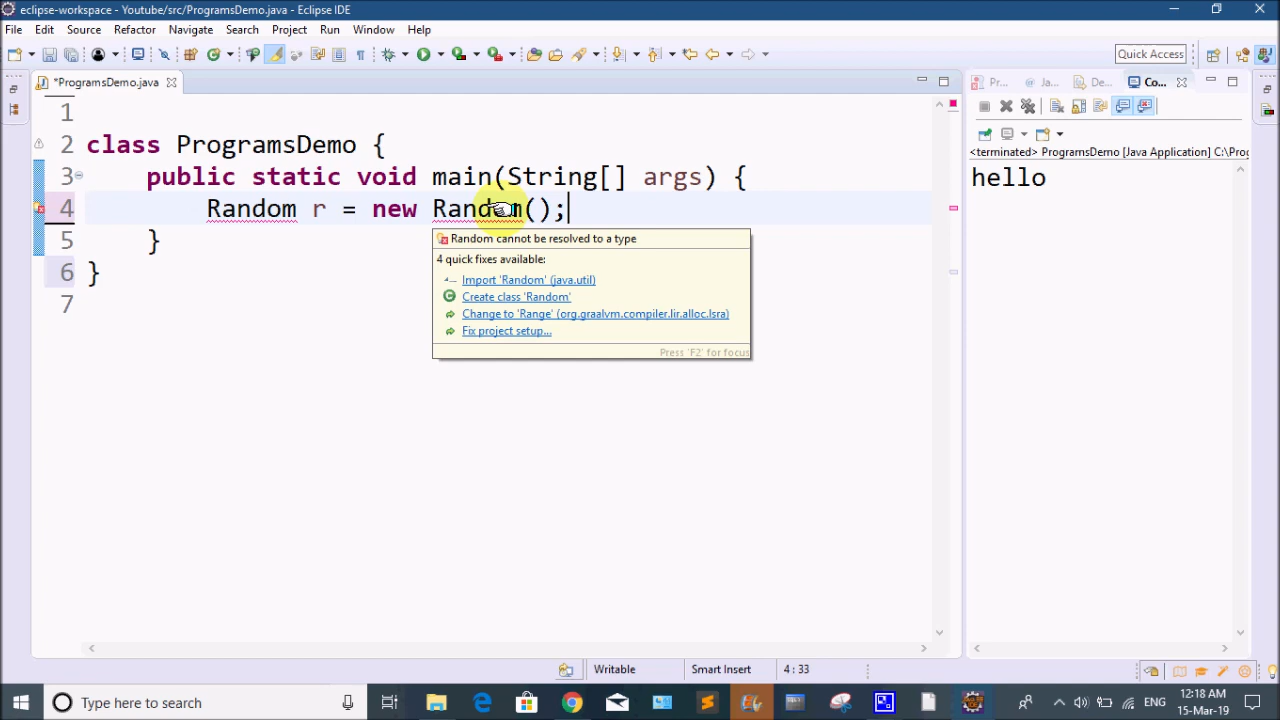 eclipse-workspace - Youtube/src/ProgramsDemo.java - Eclipse IDE
File Edit Source Refactor Navigate Search Project Run Window Help
Quick Access
*ProgramsDemo.java
Pr... Ja... De... Co...
<terminated> ProgramsDemo [Java Application] C:\Prog
1
2 class ProgramsDemo {
3 public static void main(String[] args) {
4 Random r = new Random();
5 }
6 }
7
hello
Random cannot be resolved to a type
4 quick fixes available:
Import 'Random' (java.util)
Create class 'Random'
Change to 'Range' (org.graalvm.compiler.lir.alloc.lsra)
Fix project setup...
Press 'F2' for focus
Writable Smart Insert 4 : 33
Type here to search
ENG
12:18 AM
15-Mar-19